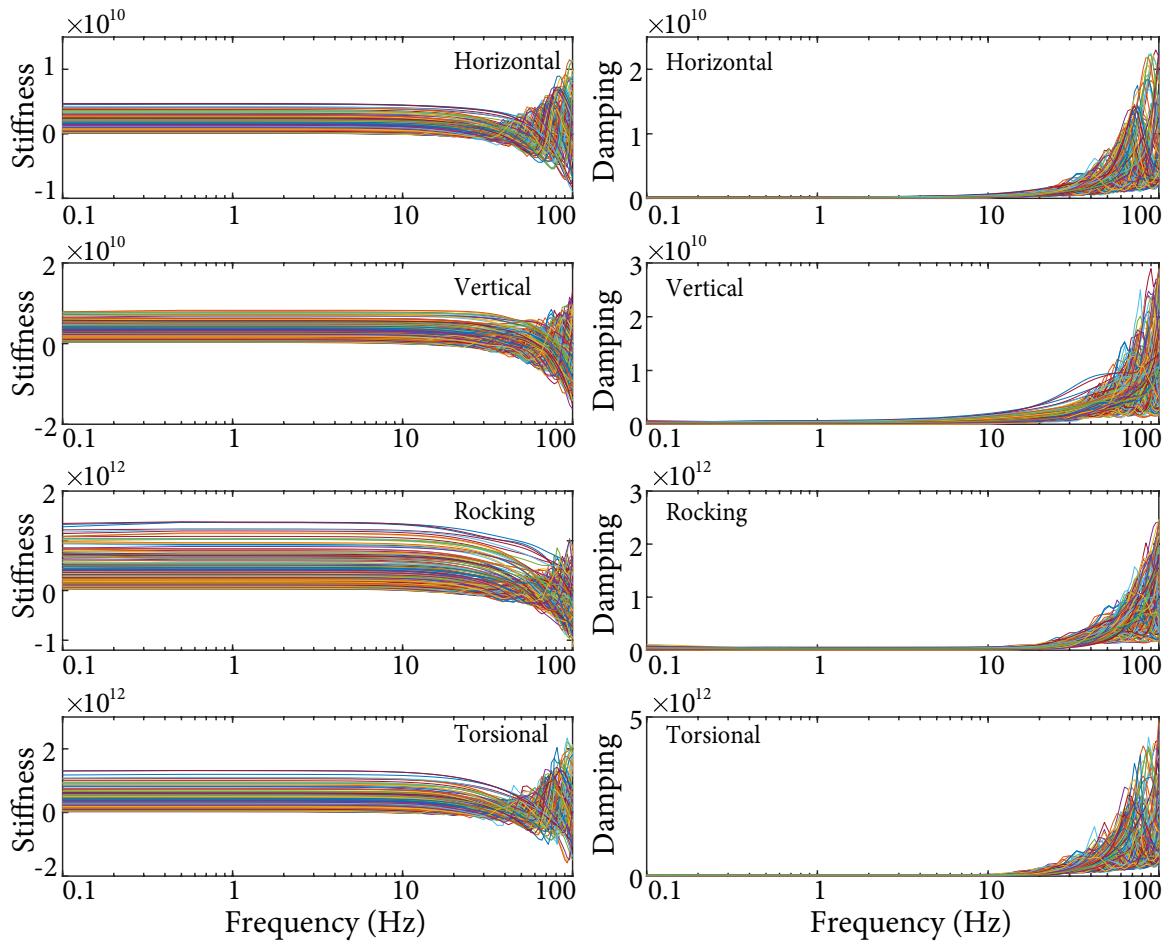 ×10^10
Stiffness
Horizontal
1
0
-1
0.1 1 10 100
×10^10
Damping
Horizontal
2
1
0
0.1 1 10 100
×10^10
Stiffness
Vertical
2
0
-2
0.1 1 10 100
×10^10
Damping
Vertical
3
2
1
0
0.1 1 10 100
×10^12
Stiffness
Rocking
2
1
0
-1
0.1 1 10 100
×10^12
Damping
Rocking
3
2
1
0
0.1 1 10 100
×10^12
Stiffness
Torsional
2
0
-2
0.1 1 10 100
Frequency (Hz)
×10^12
Damping
Torsional
5
0
0.1 1 10 100
Frequency (Hz)